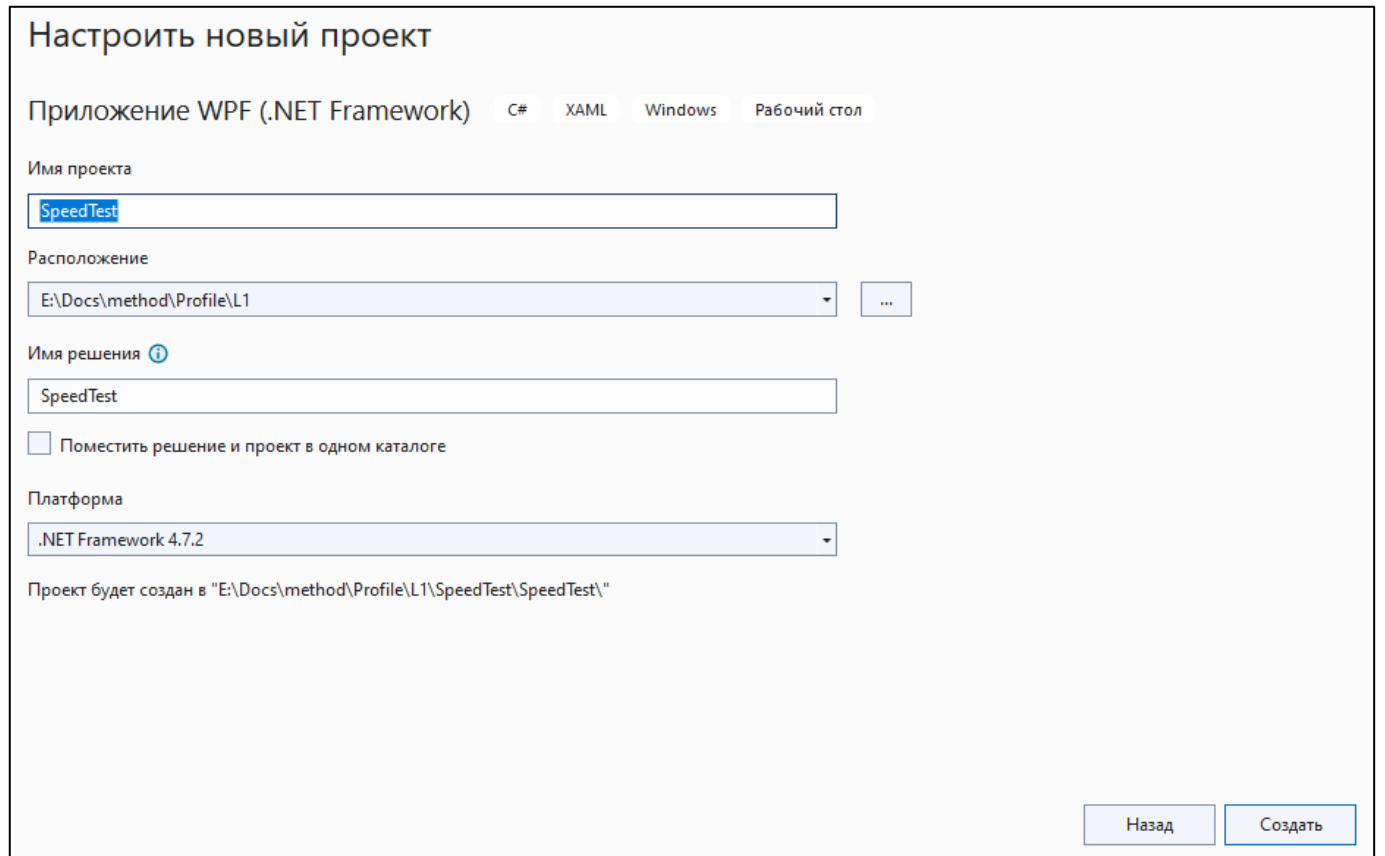 Настроить новый проект
Приложение WPF (.NET Framework) C# XAML Windows Рабочий стол
Имя проекта
SpeedTest
Расположение
E:\Docs\method\Profile\L1 ...
Имя решения
SpeedTest
Поместить решение и проект в одном каталоге
Платформа
.NET Framework 4.7.2
Проект будет создан в "E:\Docs\method\Profile\L1\SpeedTest\SpeedTest\"
Назад Создать